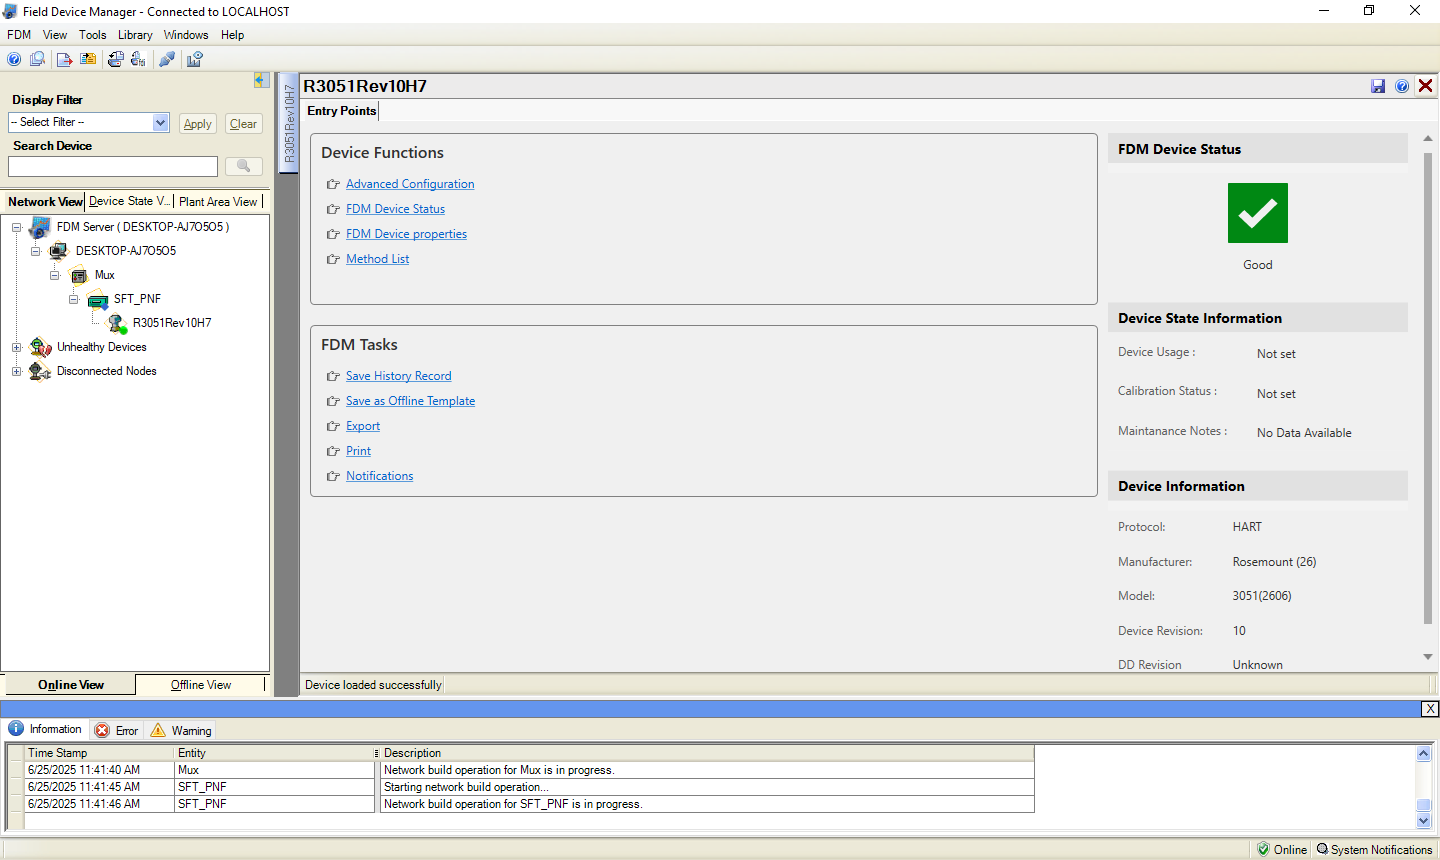 Field Device Manager - Connected to LOCALHOST
FDM View Tools Library Windows Help
Display Filter
-- Select Filter --
Apply
Clear
Search Device
Network View
Device State V...
Plant Area View
FDM Server ( DESKTOP-AJ7O5O5 )
DESKTOP-AJ7O5O5
Mux
SFT_PNF
R3051Rev10H7
Unhealthy Devices
Disconnected Nodes
Online View
Offline View
R3051Rev10H7
R3051Rev10H7
Entry Points
Device Functions
Advanced Configuration
FDM Device Status
FDM Device properties
Method List
FDM Tasks
Save History Record
Save as Offline Template
Export
Print
Notifications
FDM Device Status
Good
Device State Information
Device Usage : Not set
Calibration Status : Not set
Maintanance Notes : No Data Available
Device Information
Protocol: HART
Manufacturer: Rosemount (26)
Model: 3051(2606)
Device Revision: 10
DD Revision Unknown
Device loaded successfully
X
Information Error Warning
Time Stamp Entity Description
6/25/2025 11:41:40 AM Mux Network build operation for Mux is in progress.
6/25/2025 11:41:45 AM SFT_PNF Starting network build operation...
6/25/2025 11:41:46 AM SFT_PNF Network build operation for SFT_PNF is in progress.
Online System Notifications